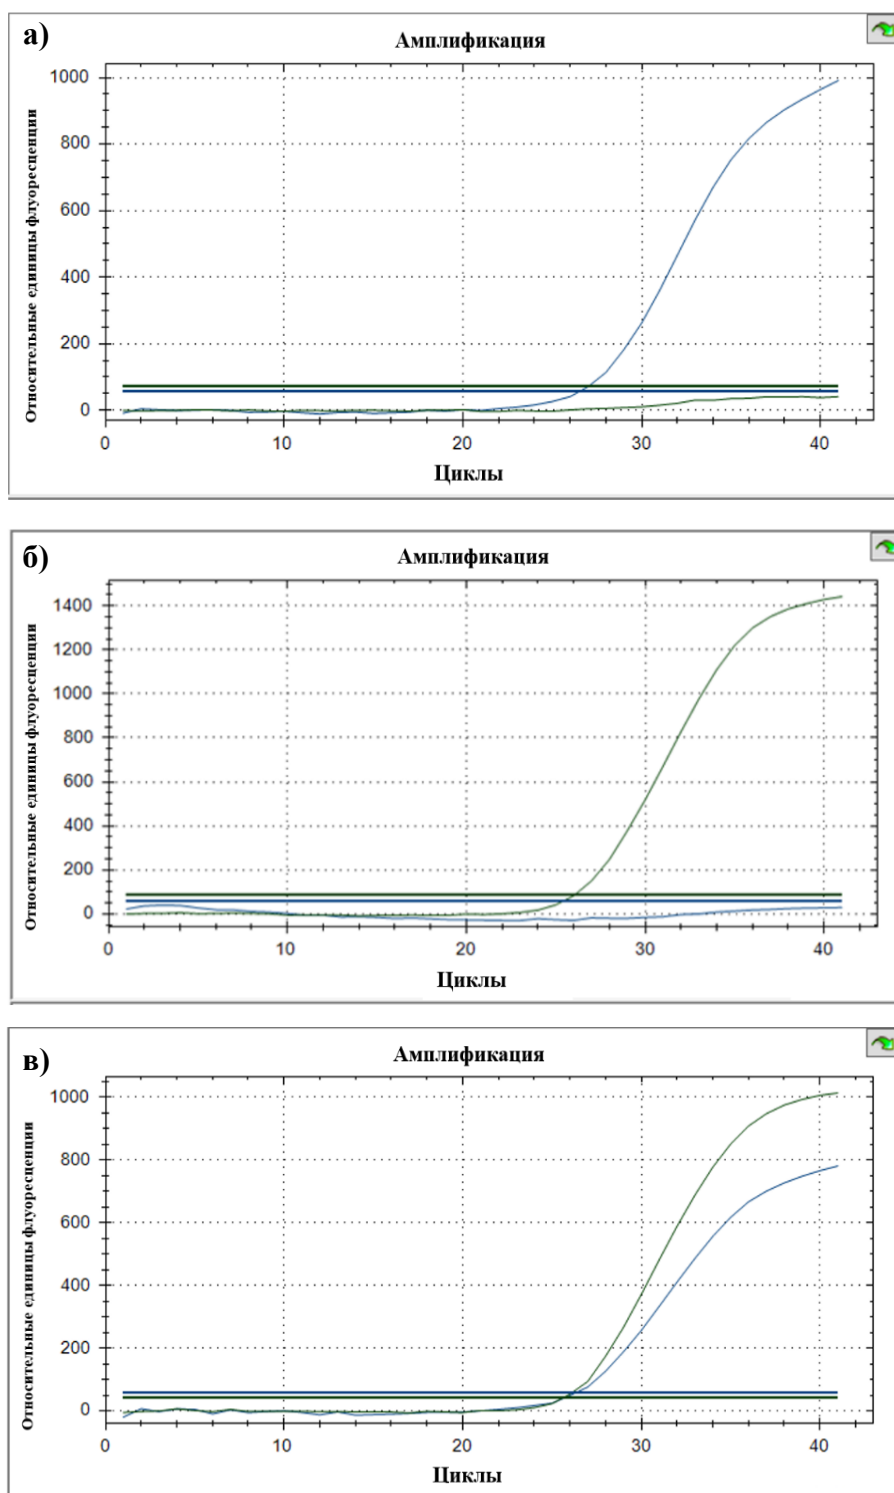 а)
Амплификация
Относительные единицы флуоресценции
1000
800
600
400
200
0
0 10 20 30 40
Циклы
б)
Амплификация
Относительные единицы флуоресценции
1400
1200
1000
800
600
400
200
0
0 10 20 30 40
Циклы
в)
Амплификация
Относительные единицы флуоресценции
1000
800
600
400
200
0
0 10 20 30 40
Циклы